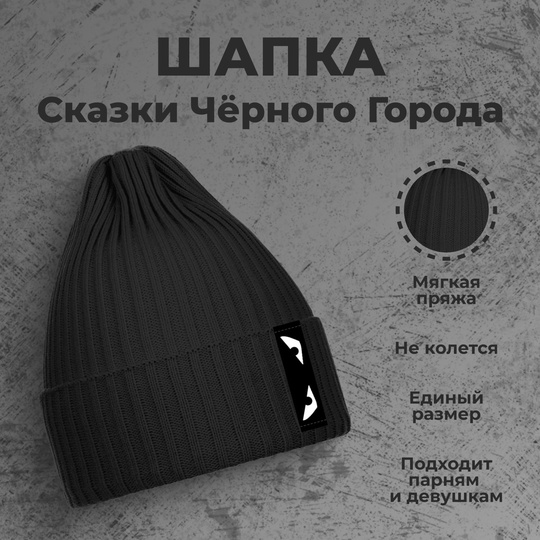 ШАПКА
Сказки Чёрного Города
Мягкая
пряжа
Не колется
Единый
размер
Подходит
парням
и девушкам